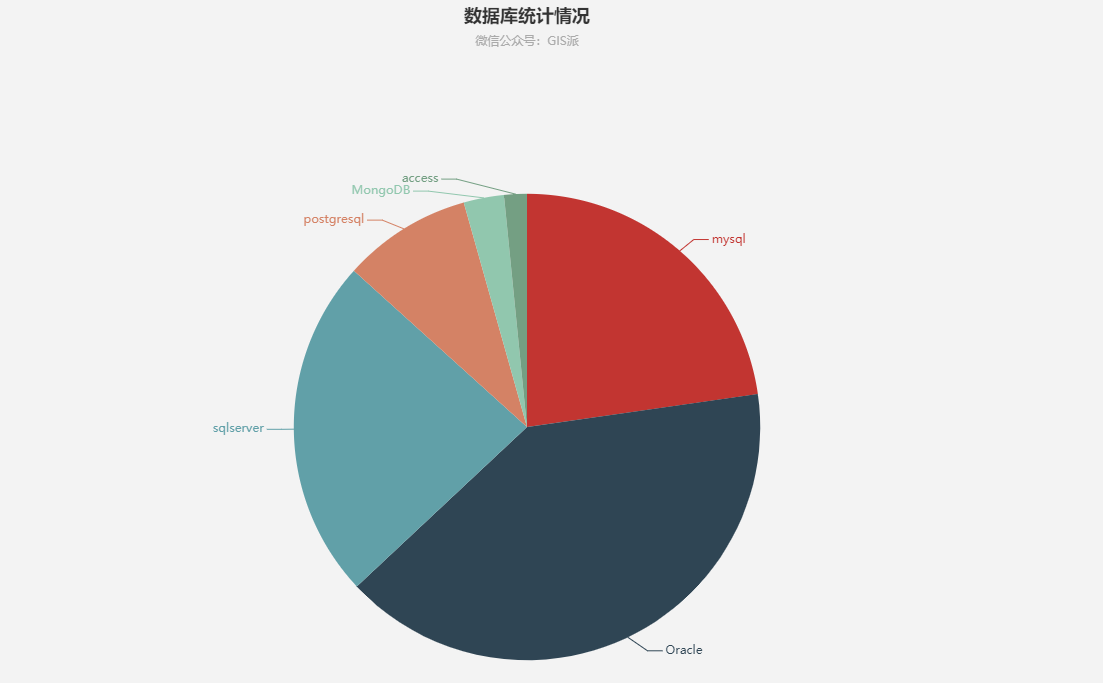 数据库统计情况
微信公众号：GIS派
access
MongoDB
postgresql
mysql
sqlserver
Oracle